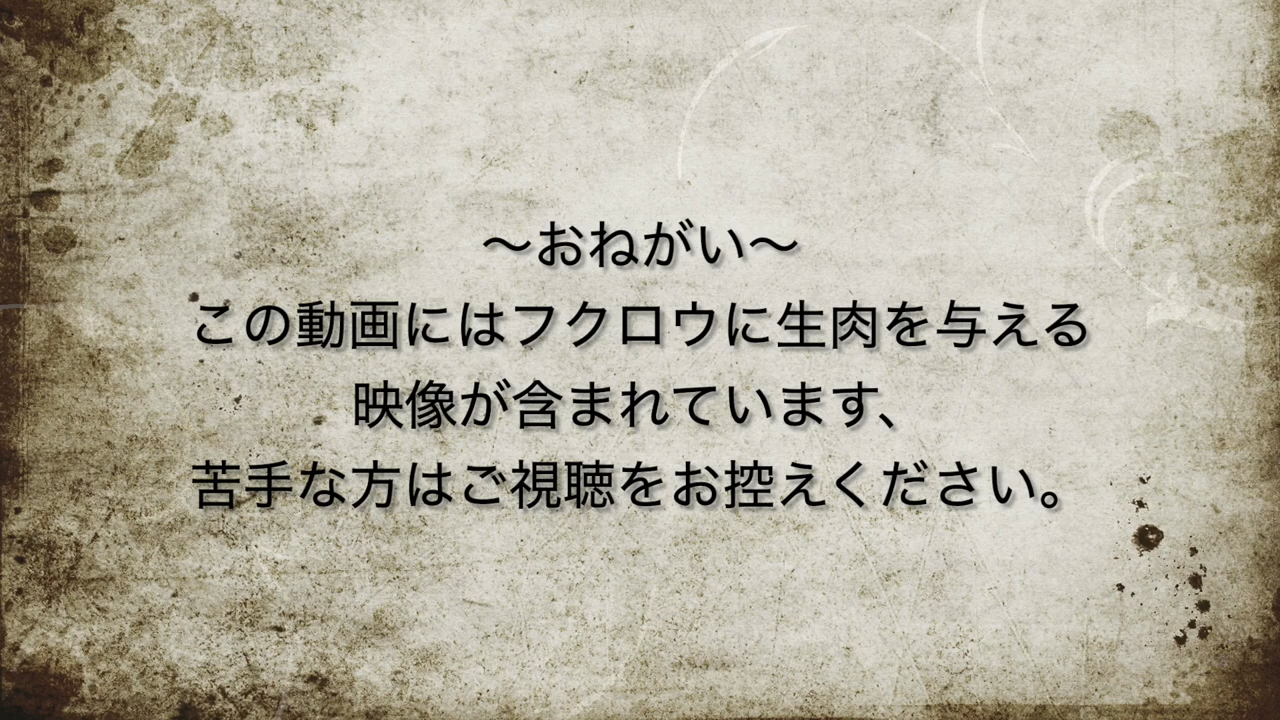 〜おねがい〜
この動画にはフクロウに生肉を与える
映像が含まれています、
苦手な方はご視聴をお控えください。